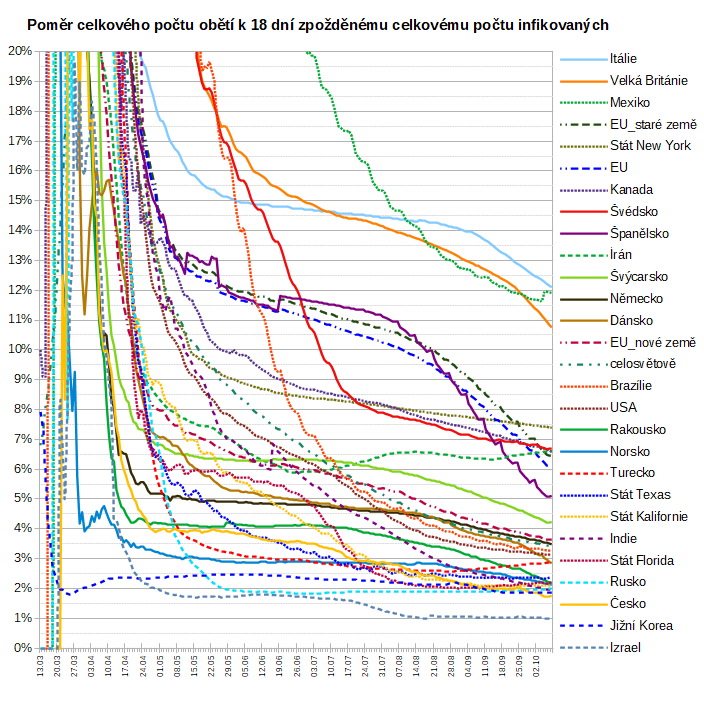 Poměr celkového počtu obětí k 18 dní zpožděnému celkovému počtu infikovaných
20%
19%
18%
17%
16%
15%
14%
13%
12%
11%
10%
9%
8%
7%
6%
5%
4%
3%
2%
1%
0%
13.03
20.03
27.03
03.04
10.04
17.04
24.04
01.05
08.05
15.05
22.05
29.05
05.06
12.06
19.06
26.06
03.07
10.07
17.07
24.07
31.07
07.08
14.08
21.08
28.08
04.09
11.09
18.09
25.09
02.10
Itálie
Velká Británie
Mexiko
EU_staré země
Stát New York
EU
Kanada
Švédsko
Španělsko
Írán
Švýcarsko
Německo
Dánsko
EU_nové země
celosvětově
Brazílie
USA
Rakousko
Norsko
Turecko
Stát Texas
Stát Kalifornie
Indie
Stát Florida
Rusko
Česko
Jižní Korea
Izrael